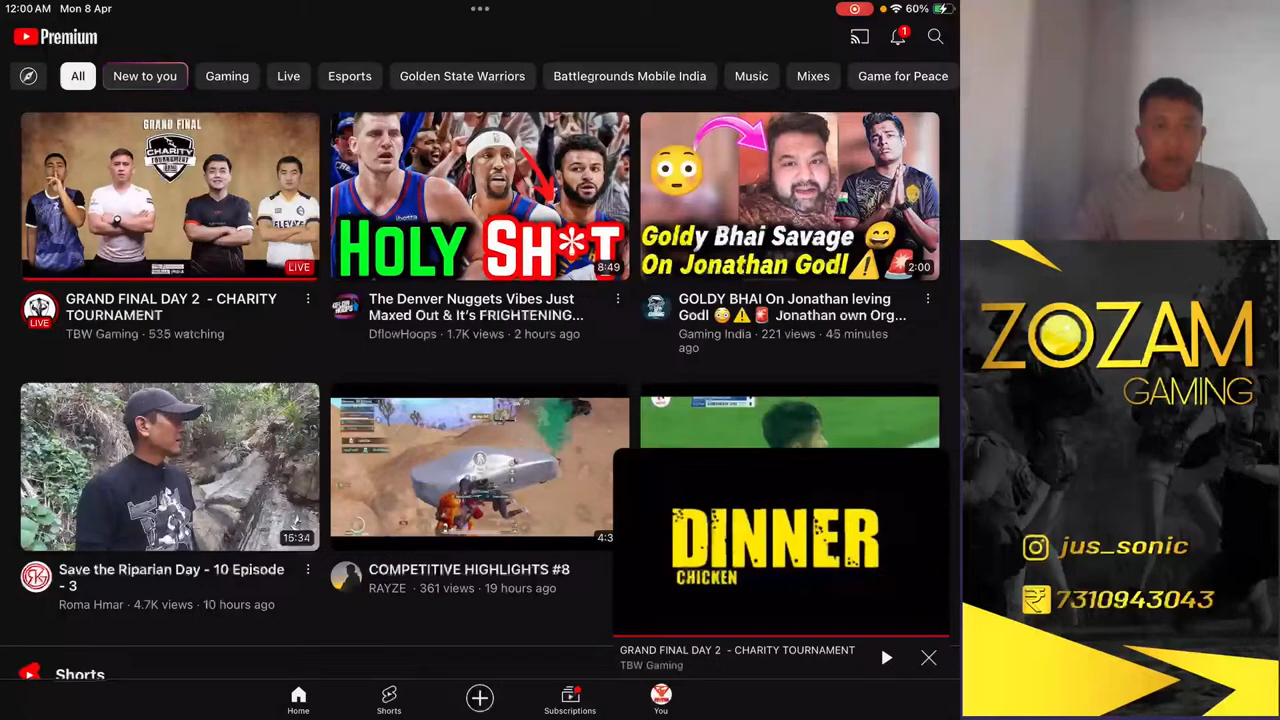 12:00 AM Mon 8 Apr
60%
Premium
1
All
New to you
Gaming
Live
Esports
Golden State Warriors
Battlegrounds Mobile India
Music
Mixes
Game for Peace
GRAND FINAL
CHARITY
TOURNAMENT
LIVE
HOLY SH*T
8:49
Goldy Bhai Savage
On Jonathan Godl
2:00
LIVE
GRAND FINAL DAY 2 - CHARITY
TOURNAMENT
TBW Gaming · 535 watching
The Denver Nuggets Vibes Just
Maxed Out & It's FRIGHTENING...
DflowHoops · 1.7K views · 2 hours ago
GOLDY BHAI On Jonathan leving
Godl 😳⚠️🚨 Jonathan own Org...
Gaming India · 221 views · 45 minutes
ago
15:34
Save the Riparian Day - 10 Episode
- 3
Roma Hmar · 4.7K views · 10 hours ago
4:3
COMPETITIVE HIGHLIGHTS #8
RAYZE · 361 views · 19 hours ago
DINNER
CHICKEN
GRAND FINAL DAY 2 - CHARITY TOURNAMENT
TBW Gaming
Shorts
Home
Shorts
Subscriptions
You
ZOZAM
GAMING
jus_sonic
7310943043